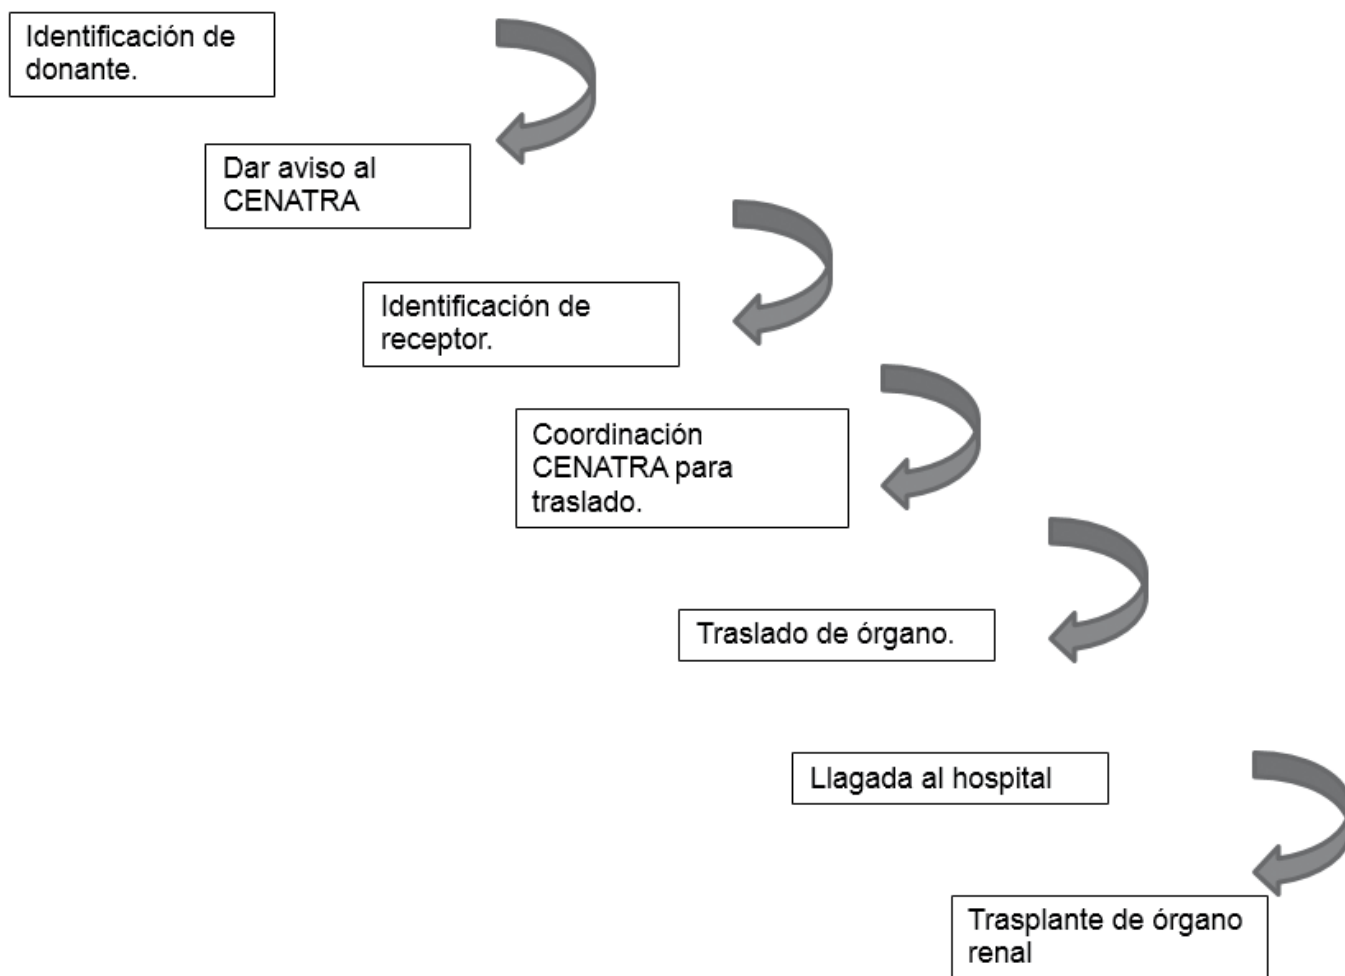 Identificación de
donante.
Dar aviso al
CENATRA
Identificación de
receptor.
Coordinación
CENATRA para
traslado.
Traslado de órgano.
Llagada al hospital
Trasplante de órgano
renal